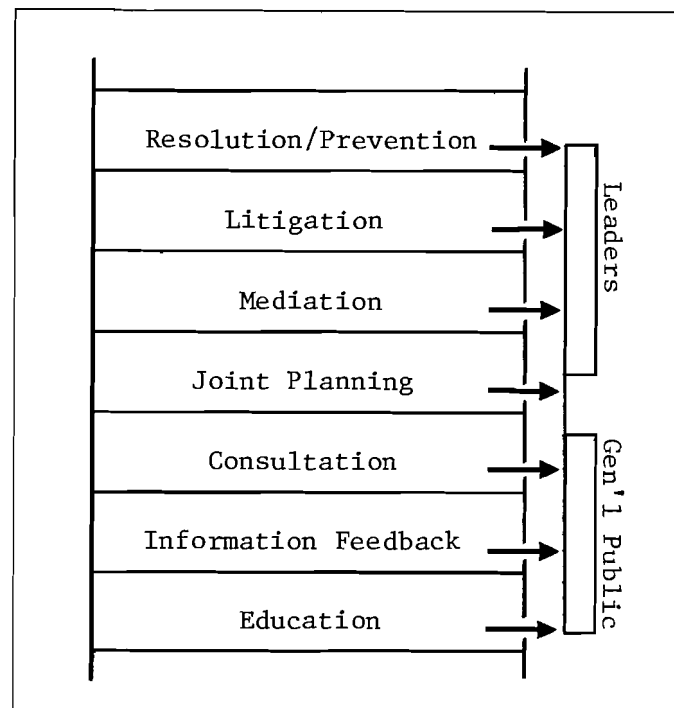 Resolution/Prevention
Litigation
Mediation
Joint Planning
Consultation
Information Feedback
Education
Leaders
Gen'l Public